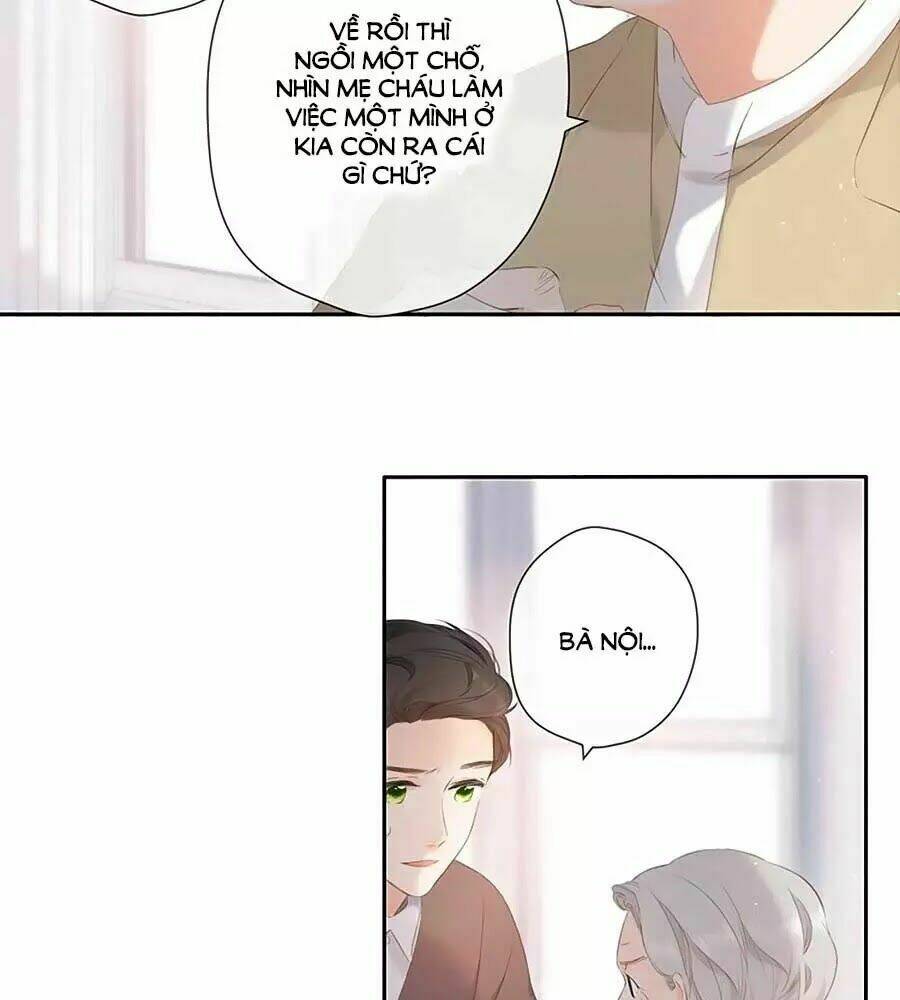 VỀ RỒI THÌ
NGỒI MỘT CHỖ,
NHÌN MẸ CHÁU LÀM
VIỆC MỘT MÌNH Ở
KIA CÒN RA CÁI
GÌ CHỨ?
BÀ NỘI...